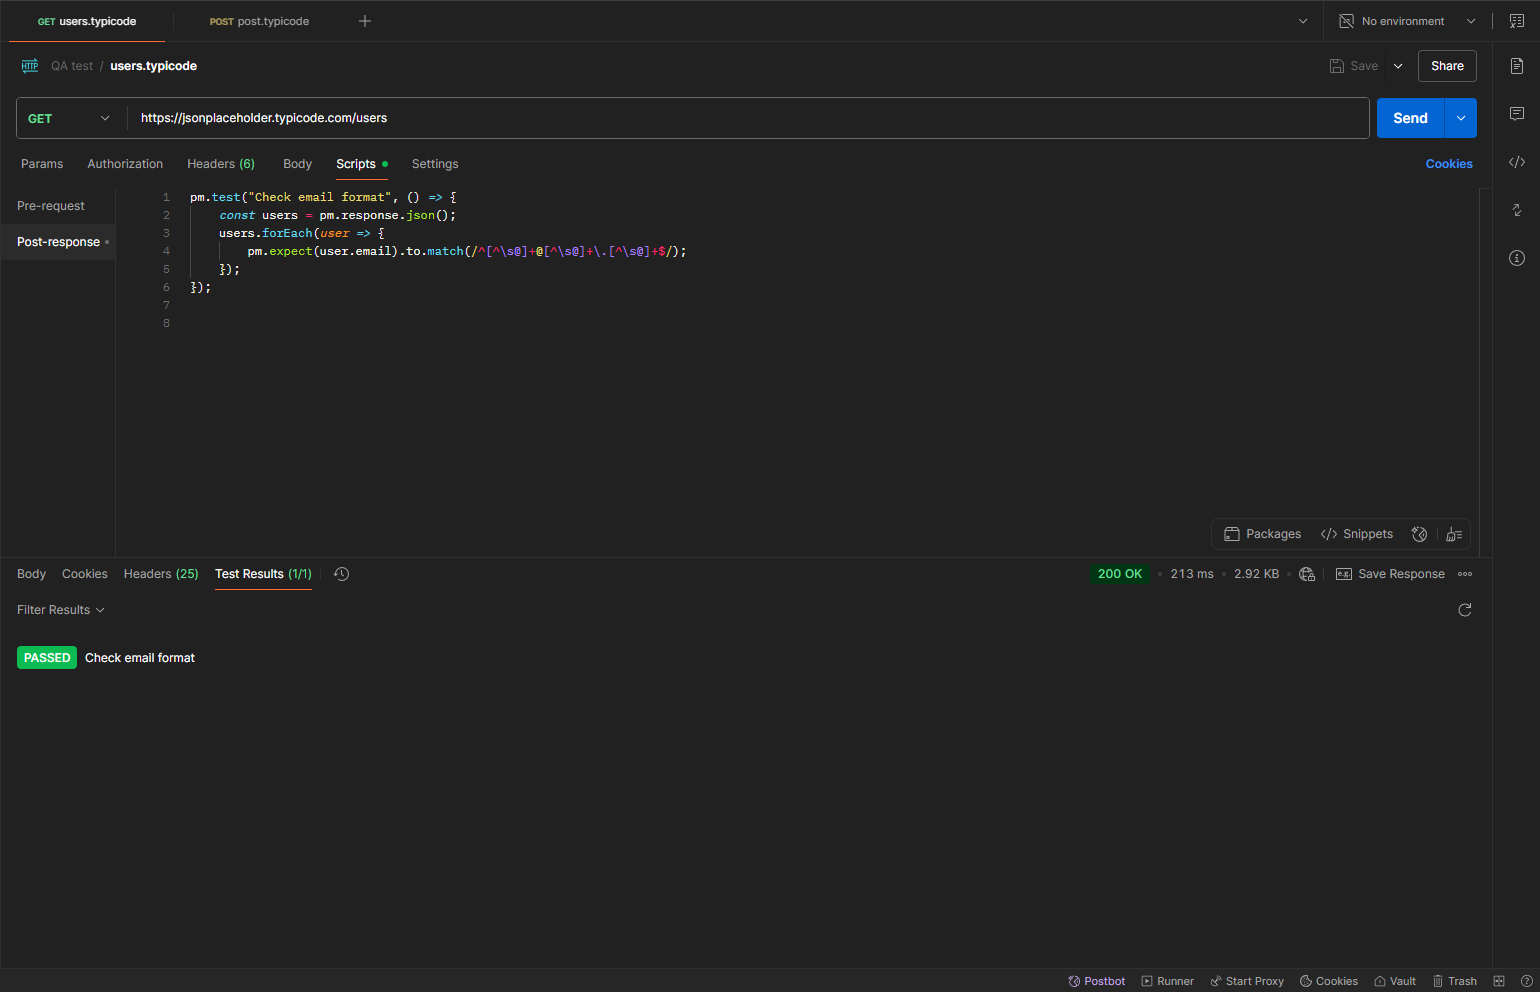 GET users.typicode
POST post.typicode
No environment
HTTP QA test / users.typicode
Save
Share
GET
https://jsonplaceholder.typicode.com/users
Send
Params
Authorization
Headers (6)
Body
Scripts
Settings
Cookies
Pre-request
Post-response
1 pm.test("Check email format", () => {
2 const users = pm.response.json();
3 users.forEach(user => {
4 pm.expect(user.email).to.match(/^[^\s@]+@[^\s@]+\.[^\s@]+$/);
5 });
6 });
7
8
Packages
Snippets
Body
Cookies
Headers (25)
Test Results (1/1)
200 OK
213 ms
2.92 KB
e.g.
Save Response
Filter Results
PASSED Check email format
Postbot
Runner
Start Proxy
Cookies
Vault
Trash